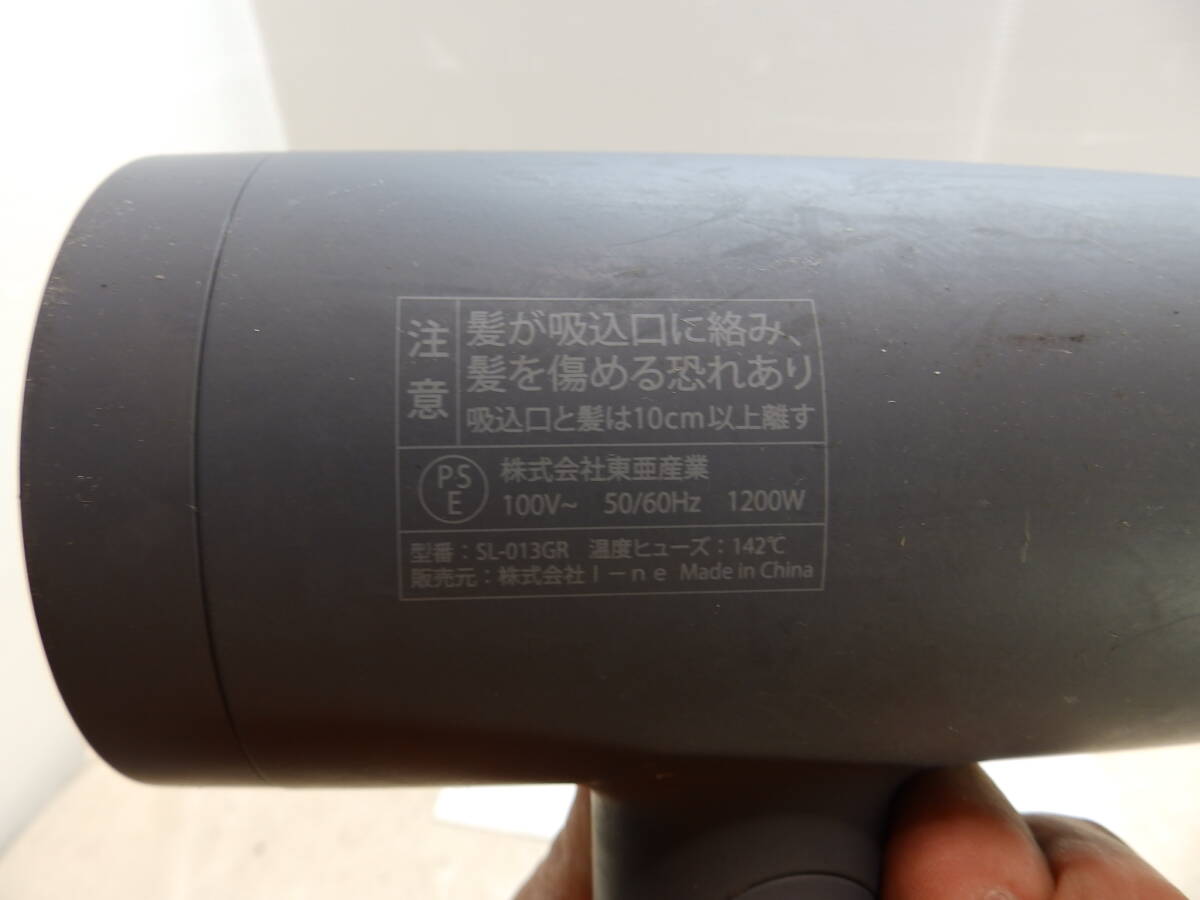 注意
髪が吸込口に絡み、
髪を傷める恐れあり
吸込口と髪は10cm以上離す
PS
E
株式会社東亜産業
100V~ 50/60Hz 1200W
型番：SL-013GR 温度ヒューズ：142℃
販売元：株式会社I－ne Made in China